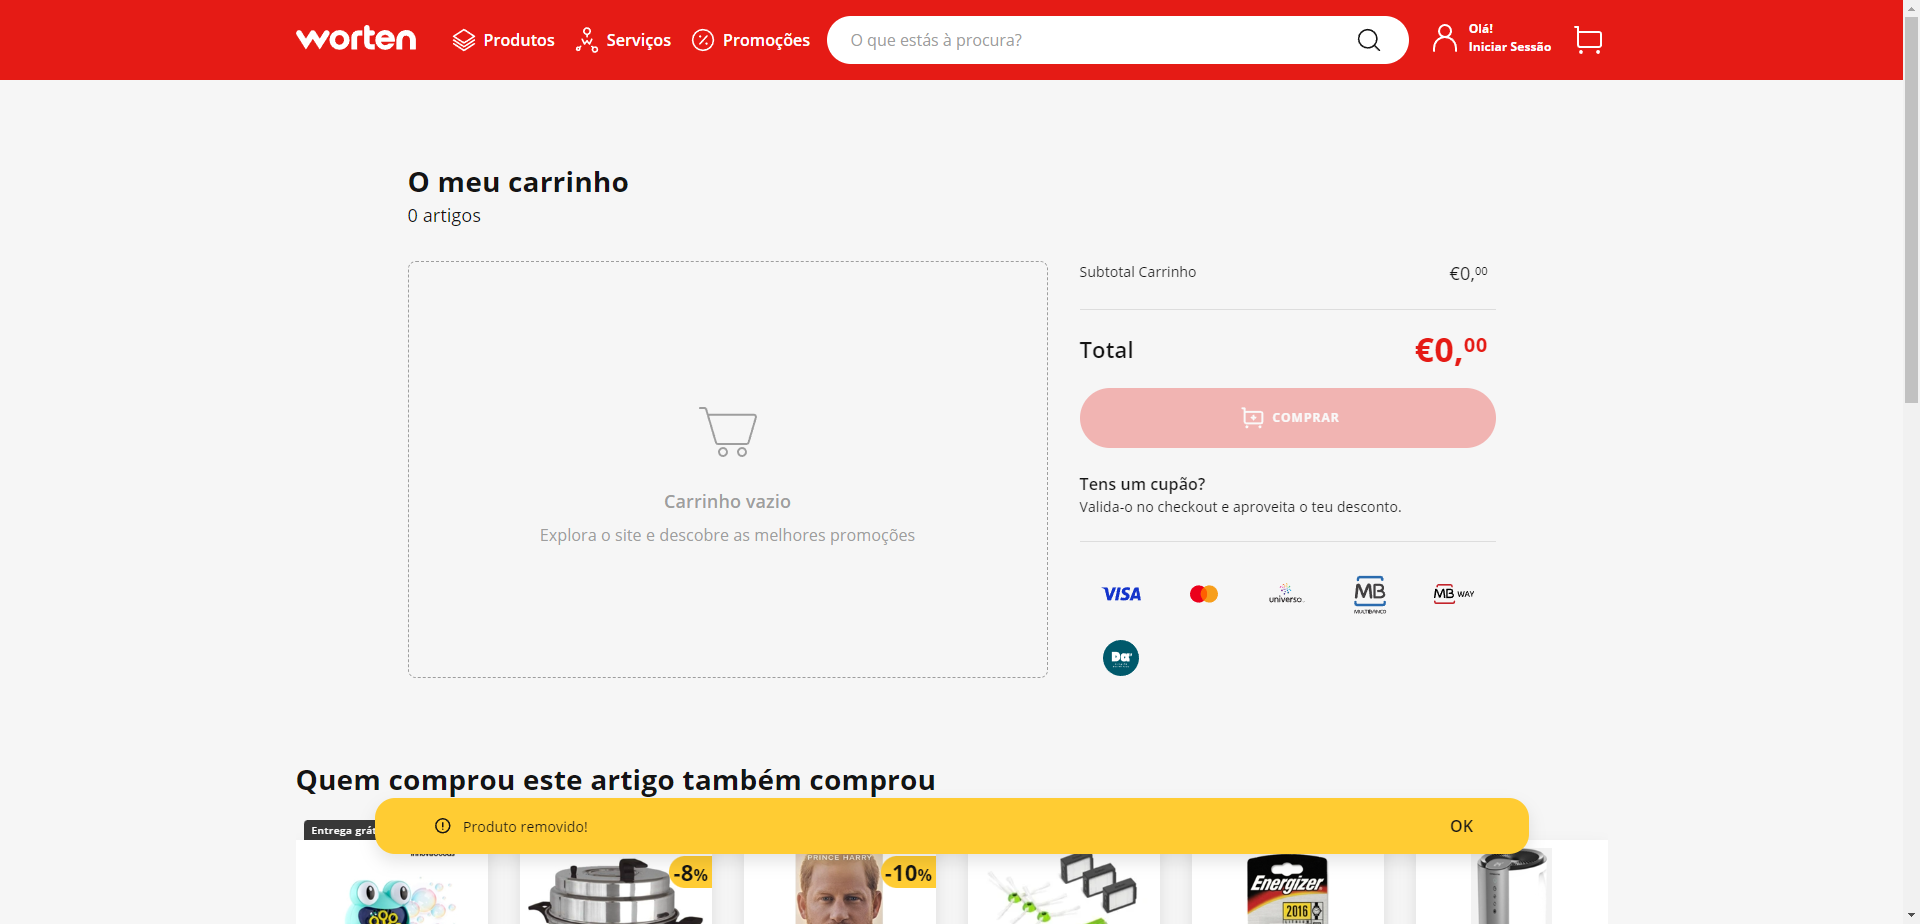 worten
Produtos
Serviços
Promoções
O que estás à procura?
Olá!
Iniciar Sessão
O meu carrinho
0 artigos
Carrinho vazio
Explora o site e descobre as melhores promoções
Subtotal Carrinho
€0,00
Total
€0,00
COMPRAR
Tens um cupão?
Valida-o no checkout e aproveita o teu desconto.
VISA
universo
MB
MULTIBANCO
MB WAY
Da
Quem comprou este artigo também comprou
Produto removido!
OK
Entrega
-8%
PRINCE HARRY
-10%
Energizer
2016